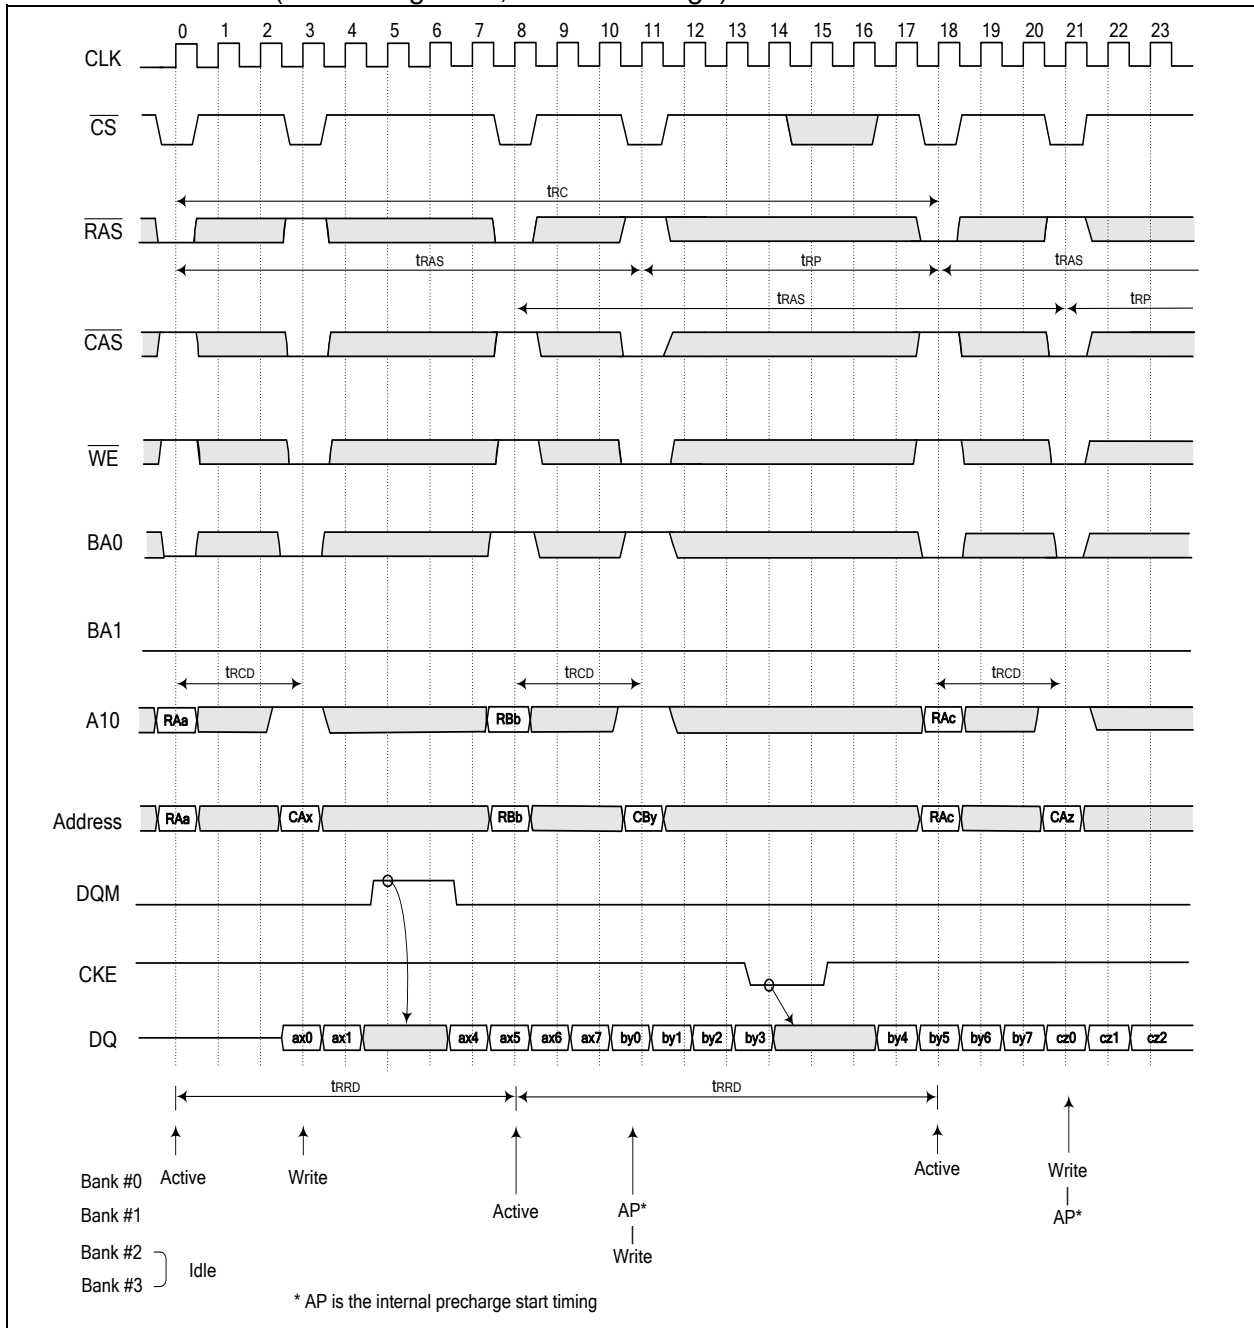 0 1 2 3 4 5 6 7 8 9 10 11 12 13 14 15 16 17 18 19 20 21 22 23
CLK
CS
tRC
RAS
tRAS tRP tRAS
tRAS tRP
CAS
WE
BA0
BA1
tRCD tRCD tRCD
A10 RAa RBb RAc
Address RAa CAx RBb CBy RAc CAz
DQM
CKE
DQ ax0 ax1 ax4 ax5 ax6 ax7 by0 by1 by2 by3 by4 by5 by6 by7 cz0 cz1 cz2
tRRD tRRD
Bank #0 Active Write Active Write
Bank #1 Active AP* AP*
Bank #2 Write
Idle
Bank #3
* AP is the internal precharge start timing